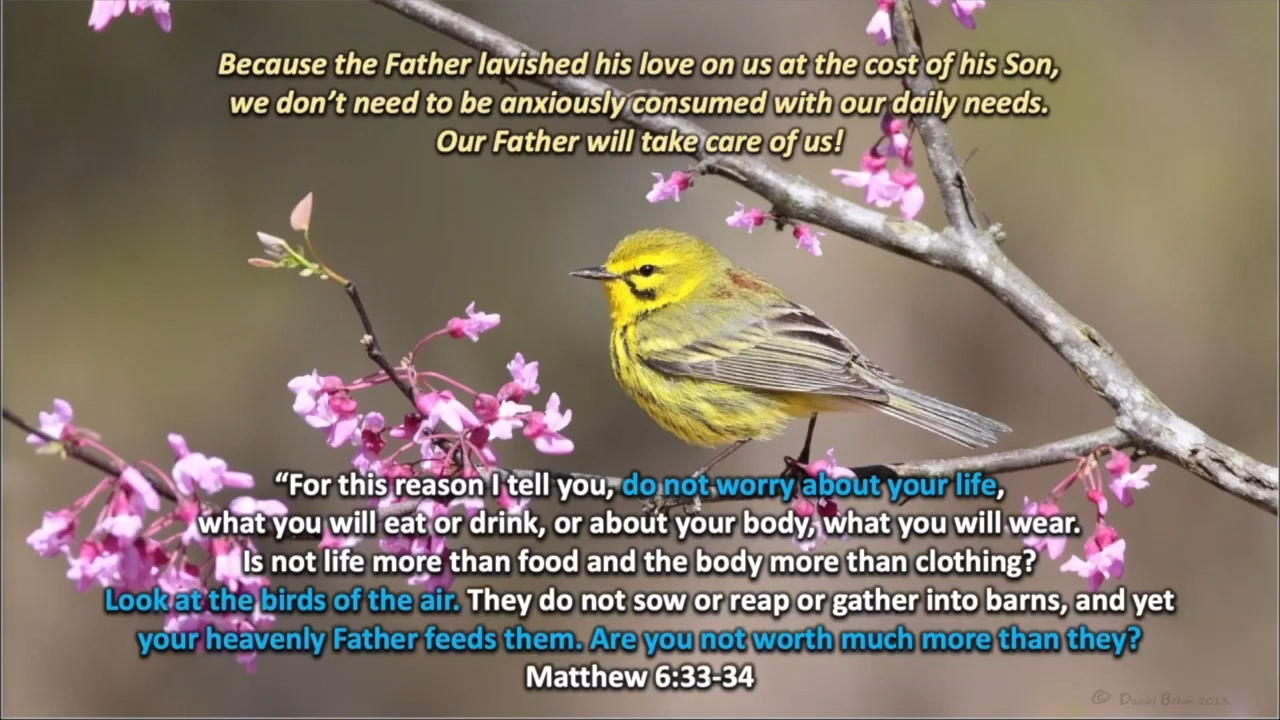 Because the Father lavished his love on us at the cost of his Son,
we don’t need to be anxiously consumed with our daily needs.
Our Father will take care of us!
“For this reason I tell you, do not worry about your life,
what you will eat or drink, or about your body, what you will wear.
Is not life more than food and the body more than clothing?
Look at the birds of the air. They do not sow or reap or gather into barns, and yet
your heavenly Father feeds them. Are you not worth much more than they?
Matthew 6:33-34
© Daniel Behm 2013